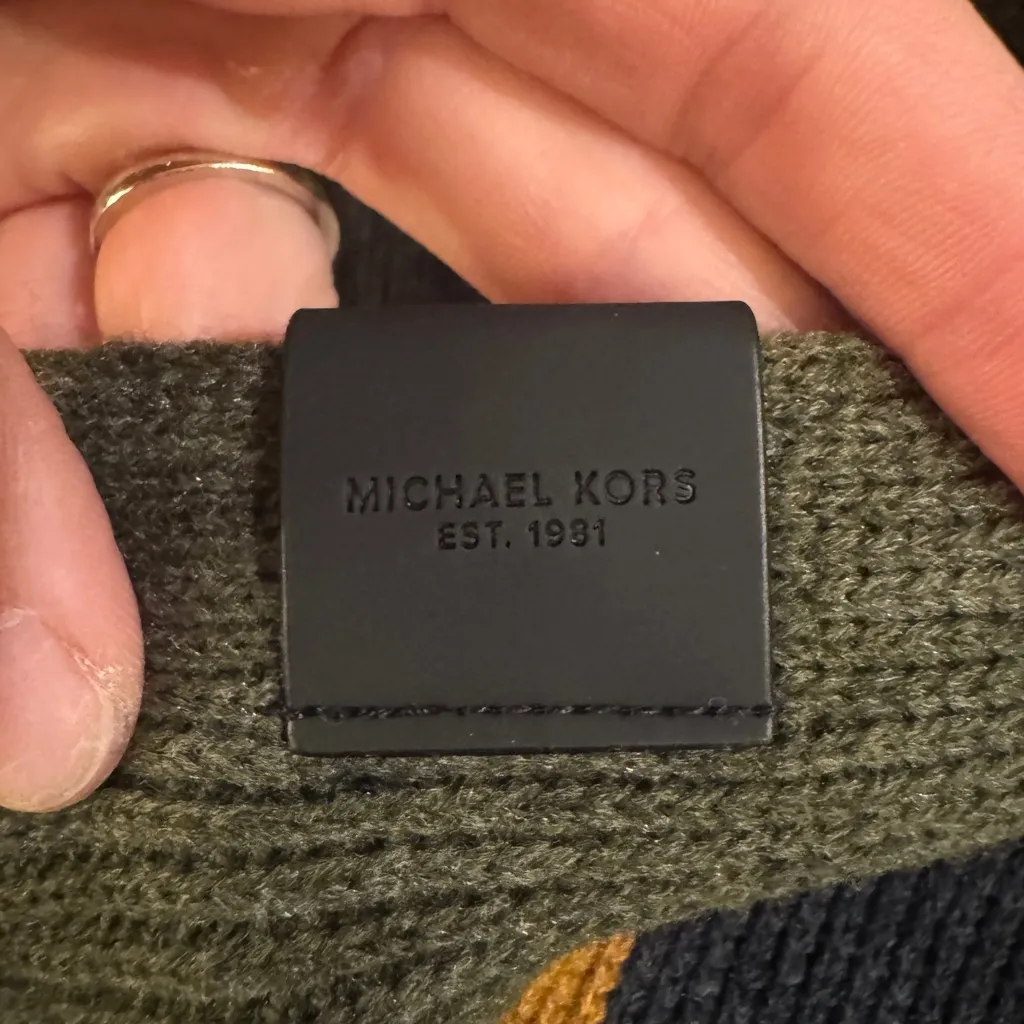 MICHAEL KORS
EST. 1981